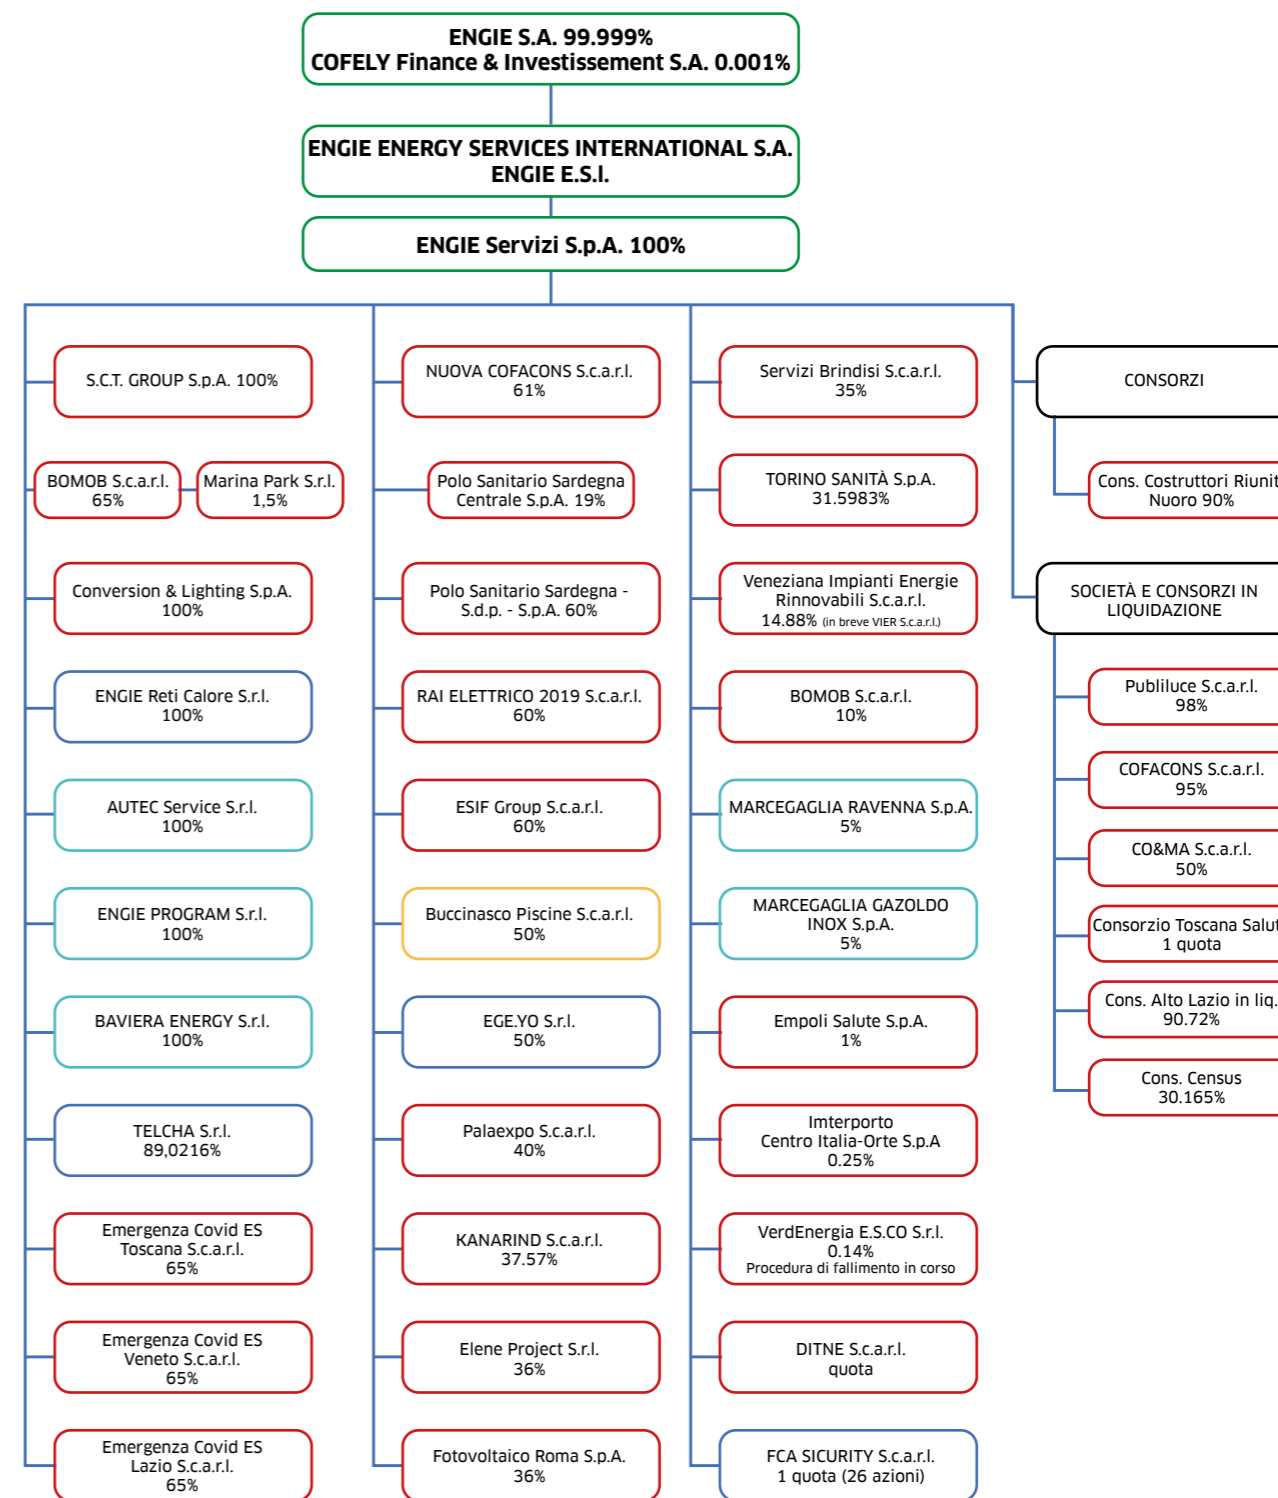 ENGIE S.A. 99.999%
COFELY Finance & Investissement S.A. 0.001%
ENGIE ENERGY SERVICES INTERNATIONAL S.A.
ENGIE E.S.I.
ENGIE Servizi S.p.A. 100%
S.C.T. GROUP S.p.A. 100%
BOMOB S.c.a.r.l.
65%
Marina Park S.r.l.
1,5%
Conversion & Lighting S.p.A.
100%
ENGIE Reti Calore S.r.l.
100%
AUTEC Service S.r.l.
100%
ENGIE PROGRAM S.r.l.
100%
BAVIERA ENERGY S.r.l.
100%
TELCHA S.r.l.
89,0216%
Emergenza Covid ES
Toscana S.c.a.r.l.
65%
Emergenza Covid ES
Veneto S.c.a.r.l.
65%
Emergenza Covid ES
Lazio S.c.a.r.l.
65%
NUOVA COFACONS S.c.a.r.l.
61%
Polo Sanitario Sardegna
Centrale S.p.A. 19%
Polo Sanitario Sardegna -
S.d.p. - S.p.A. 60%
RAI ELETTRICO 2019 S.c.a.r.l.
60%
ESIF Group S.c.a.r.l.
60%
Buccinasco Piscine S.c.a.r.l.
50%
EGE.YO S.r.l.
50%
Palaexpo S.c.a.r.l.
40%
KANARIND S.c.a.r.l.
37.57%
Elene Project S.r.l.
36%
Fotovoltaico Roma S.p.A.
36%
Servizi Brindisi S.c.a.r.l.
35%
TORINO SANITÀ S.p.A.
31.5983%
Veneziana Impianti Energie
Rinnovabili S.c.a.r.l.
14.88% (in breve VIER S.c.a.r.l.)
BOMOB S.c.a.r.l.
10%
MARCEGAGLIA RAVENNA S.p.A.
5%
MARCEGAGLIA GAZOLDO
INOX S.p.A.
5%
Empoli Salute S.p.A.
1%
Imterporto
Centro Italia-Orte S.p.A
0.25%
VerdEnergia E.S.CO S.r.l.
0.14%
Procedura di fallimento in corso
DITNE S.c.a.r.l.
quota
FCA SICURITY S.c.a.r.l.
1 quota (26 azioni)
CONSORZI
Cons. Costruttori Riunit
Nuoro 90%
SOCIETÀ E CONSORZI IN
LIQUIDAZIONE
Publiluce S.c.a.r.l.
98%
COFACONS S.c.a.r.l.
95%
CO&MA S.c.a.r.l.
50%
Consorzio Toscana Salut
1 quota
Cons. Alto Lazio in liq.
90.72%
Cons. Census
30.165%